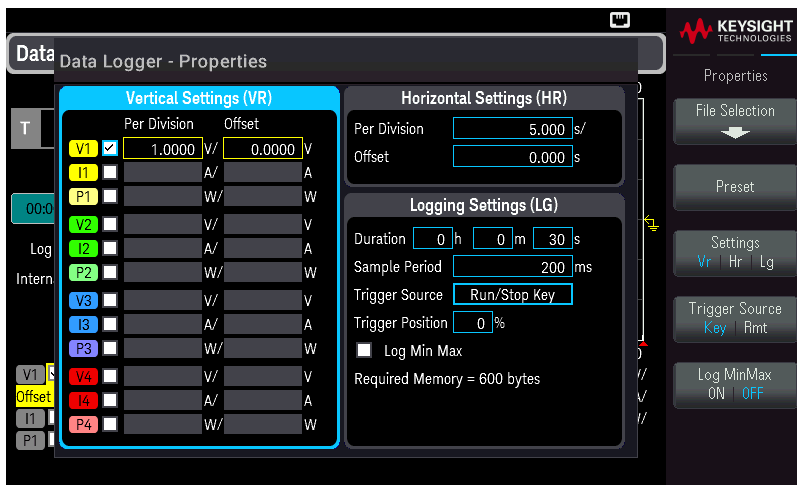 KEYSIGHT
TECHNOLOGIES
Data
Data Logger - Properties
Properties
Vertical Settings (VR)
Per Division Offset
V1 1.0000 V/ 0.0000 V
I1 A/ A
P1 W/ W
V2 V/ V
I2 A/ A
P2 W/ W
V3 V/ V
I3 A/ A
P3 W/ W
V4 V/ V
I4 A/ A
P4 W/ W
Horizontal Settings (HR)
Per Division 5.000 s/
Offset 0.000 s
Logging Settings (LG)
Duration 0 h 0 m 30 s
Sample Period 200 ms
Trigger Source Run/Stop Key
Trigger Position 0 %
Log Min Max
Required Memory = 600 bytes
File Selection
Preset
Settings
Vr Hr Lg
Trigger Source
Key Rmt
Log MinMax
ON OFF
T
00:0
Log
Intern
V1
Offset
I1
P1